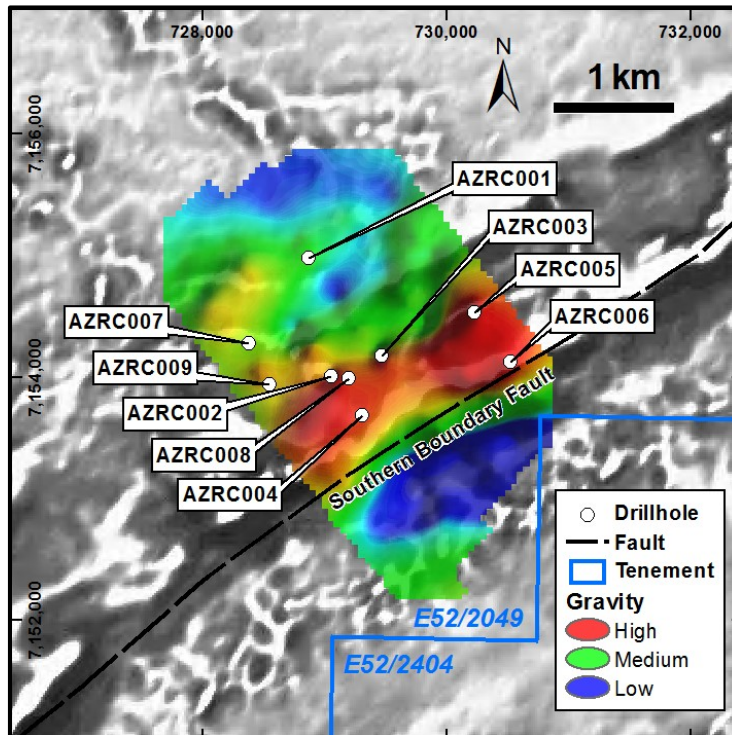 728,000
730,000
732,000
N
1 km
7,156,000
AZRC001
AZRC003
AZRC005
AZRC006
AZRC007
7,154,000
AZRC009
AZRC002
AZRC008
AZRC004
Southern Boundary Fault
Drillhole
Fault
Tenement
Gravity
High
Medium
Low
7,152,000
E52/2049
E52/2404